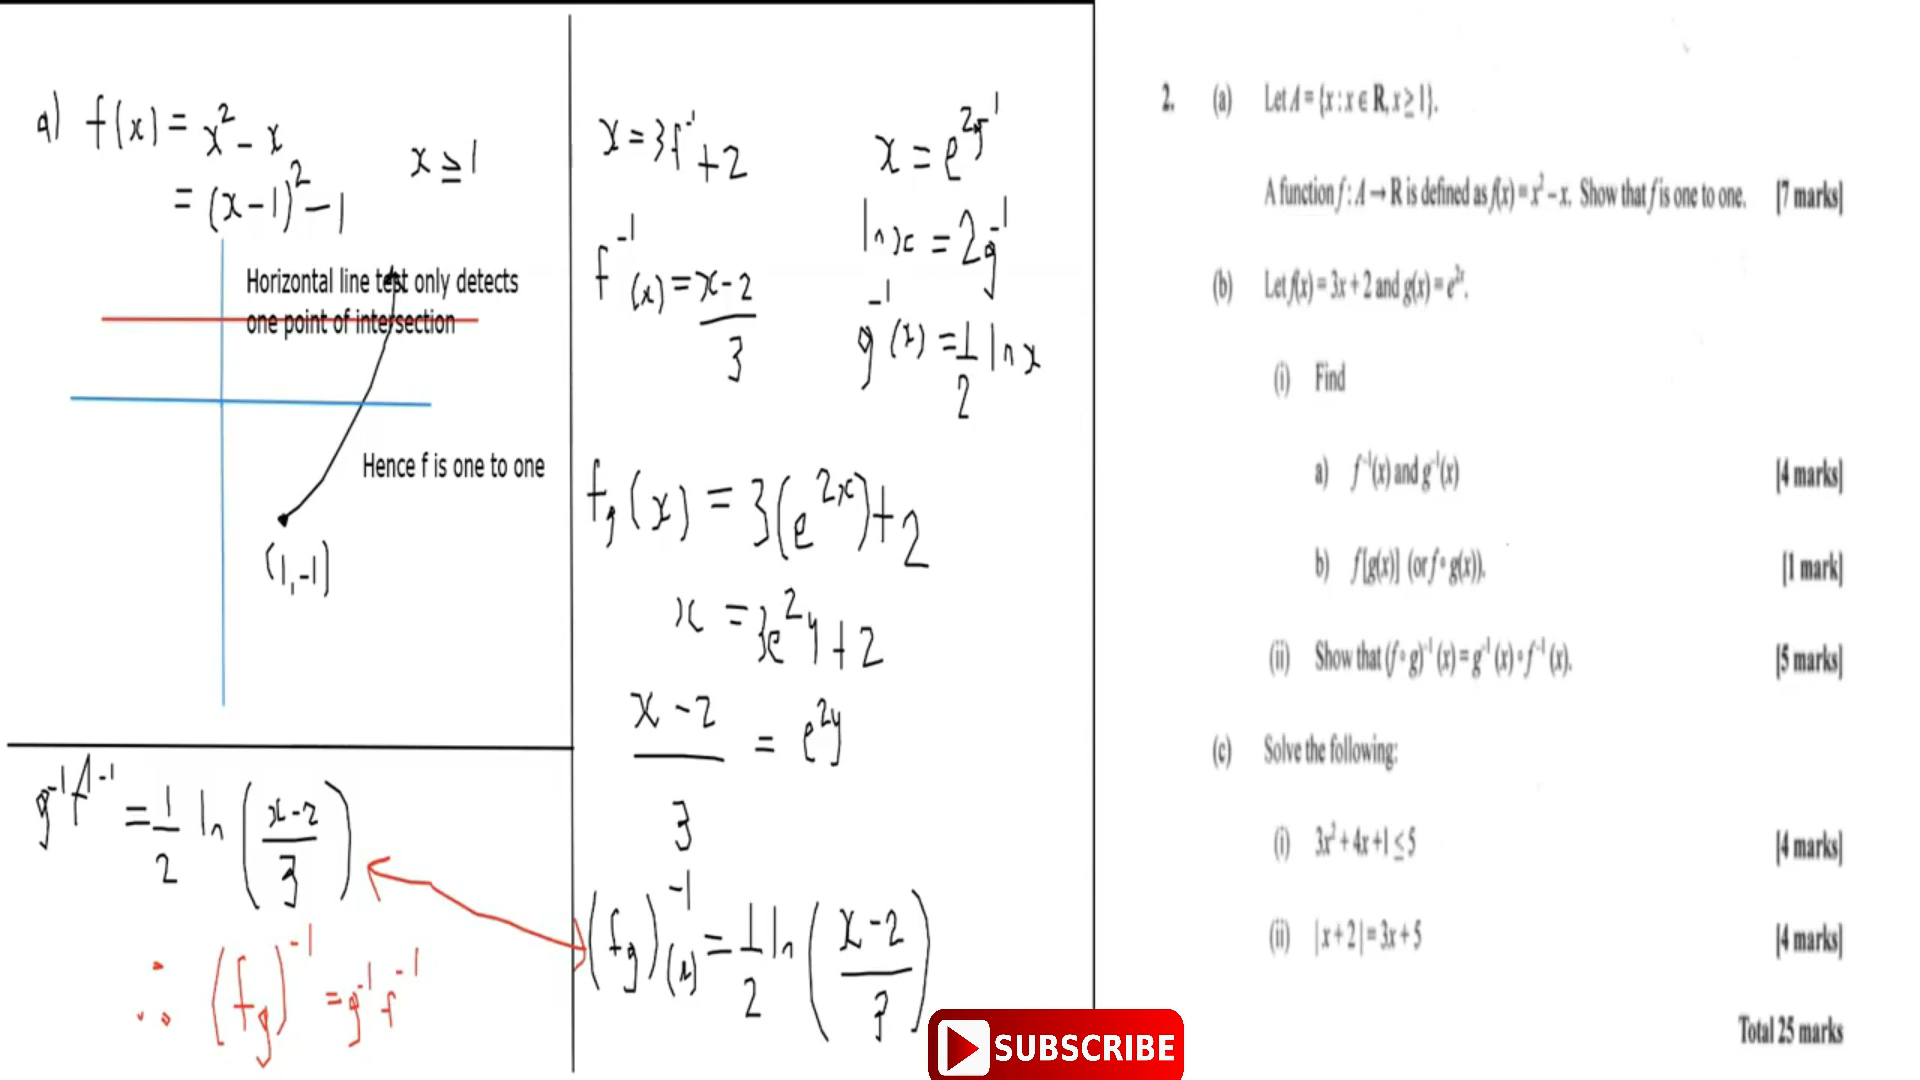 a) f(x) = x² - x
= (x-1)² - 1
x ≥ 1
Horizontal line test only detects
one point of intersection
Hence f is one to one
(1, -1)
g⁻¹f⁻¹ = 1/2 ln ((x-2)/3)
∴ (fg)⁻¹ = g⁻¹f⁻¹
x = 3f⁻¹ + 2
f⁻¹(x) = (x-2)/3
x = e^(2g⁻¹)
ln x = 2g⁻¹
g⁻¹(x) = 1/2 ln x
fg(x) = 3(e^(2x)) + 2
x = 3e^(2y) + 2
(x-2)/3 = e^(2y)
(fg)⁻¹(x) = 1/2 ln ((x-2)/3)
SUBSCRIBE
2. (a) Let A = {x : x ∈ R, x ≥ 1}.
A function f : A → R is defined as f(x) = x² – x. Show that f is one to one. [7 marks]
(b) Let f(x) = 3x + 2 and g(x) = e^(2x).
(i) Find
a) f⁻¹(x) and g⁻¹(x) [4 marks]
b) f[g(x)] (or f ∘ g(x)). [1 mark]
(ii) Show that (f ∘ g)⁻¹ (x) = g⁻¹ (x) ∘ f⁻¹ (x). [5 marks]
(c) Solve the following:
(i) 3x² + 4x +1 ≤ 5 [4 marks]
(ii) |x + 2| = 3x + 5 [4 marks]
Total 25 marks